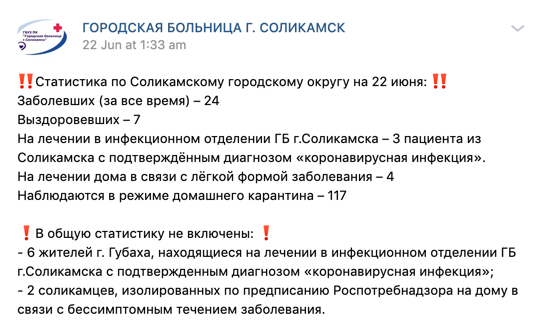 ГБУЗ ПК
"Городская больница
г.Соликамск"
ГОРОДСКАЯ БОЛЬНИЦА Г. СОЛИКАМСК
22 Jun at 1:33 am
‼️Статистика по Соликамскому городскому округу на 22 июня: ‼️
Заболевших (за все время) – 24
Выздоровевших – 7
На лечении в инфекционном отделении ГБ г.Соликамска – 3 пациента из
Соликамска с подтверждённым диагнозом «коронавирусная инфекция».
На лечении дома в связи с лёгкой формой заболевания – 4
Наблюдаются в режиме домашнего карантина – 117
❗В общую статистику не включены: ❗
- 6 жителей г. Губаха, находящиеся на лечении в инфекционном отделении ГБ
г.Соликамска с подтвержденным диагнозом «коронавирусная инфекция»;
- 2 соликамцев, изолированных по предписанию Роспотребнадзора на дому в
связи с бессимптомным течением заболевания.